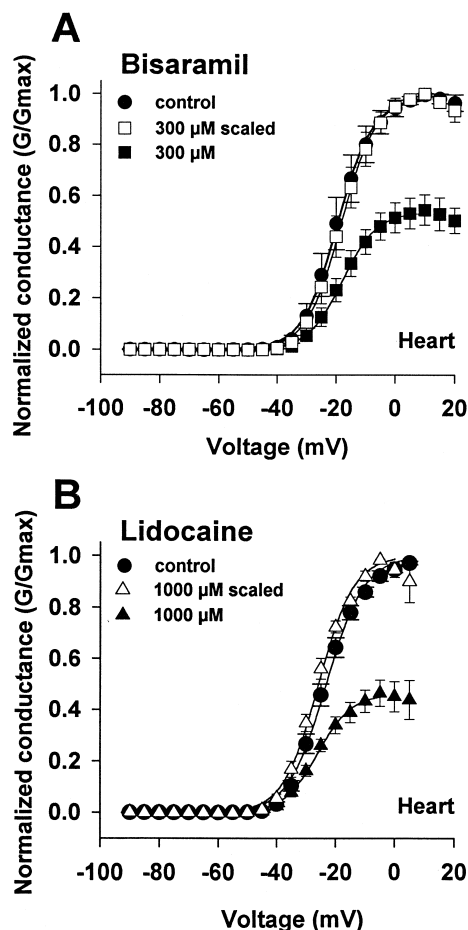 A
Bisaramil
control
300 µM scaled
300 µM
Normalized conductance (G/Gmax)
1.0
0.8
0.6
0.4
0.2
0.0
Heart
-100 -80 -60 -40 -20 0 20
Voltage (mV)
B
Lidocaine
control
1000 µM scaled
1000 µM
Normalized conductance (G/Gmax)
1.0
0.8
0.6
0.4
0.2
0.0
Heart
-100 -80 -60 -40 -20 0 20
Voltage (mV)